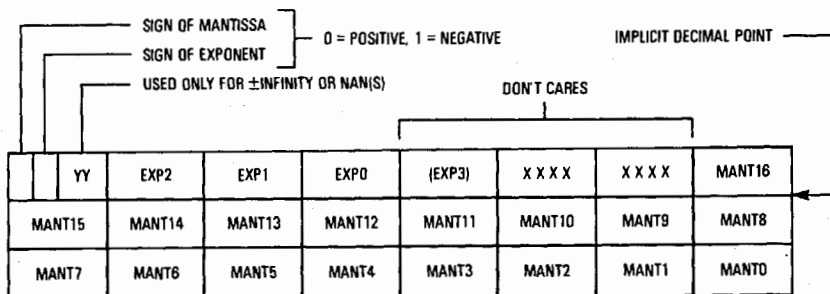 SIGN OF MANTISSA
SIGN OF EXPONENT
0 = POSITIVE, 1 = NEGATIVE
IMPLICIT DECIMAL POINT
USED ONLY FOR ±INFINITY OR NAN(S)
DON'T CARES
YY EXP2 EXP1 EXP0 (EXP3) XXXX XXXX MANT16
MANT15 MANT14 MANT13 MANT12 MANT11 MANT10 MANT9 MANT8
MANT7 MANT6 MANT5 MANT4 MANT3 MANT2 MANT1 MANT0